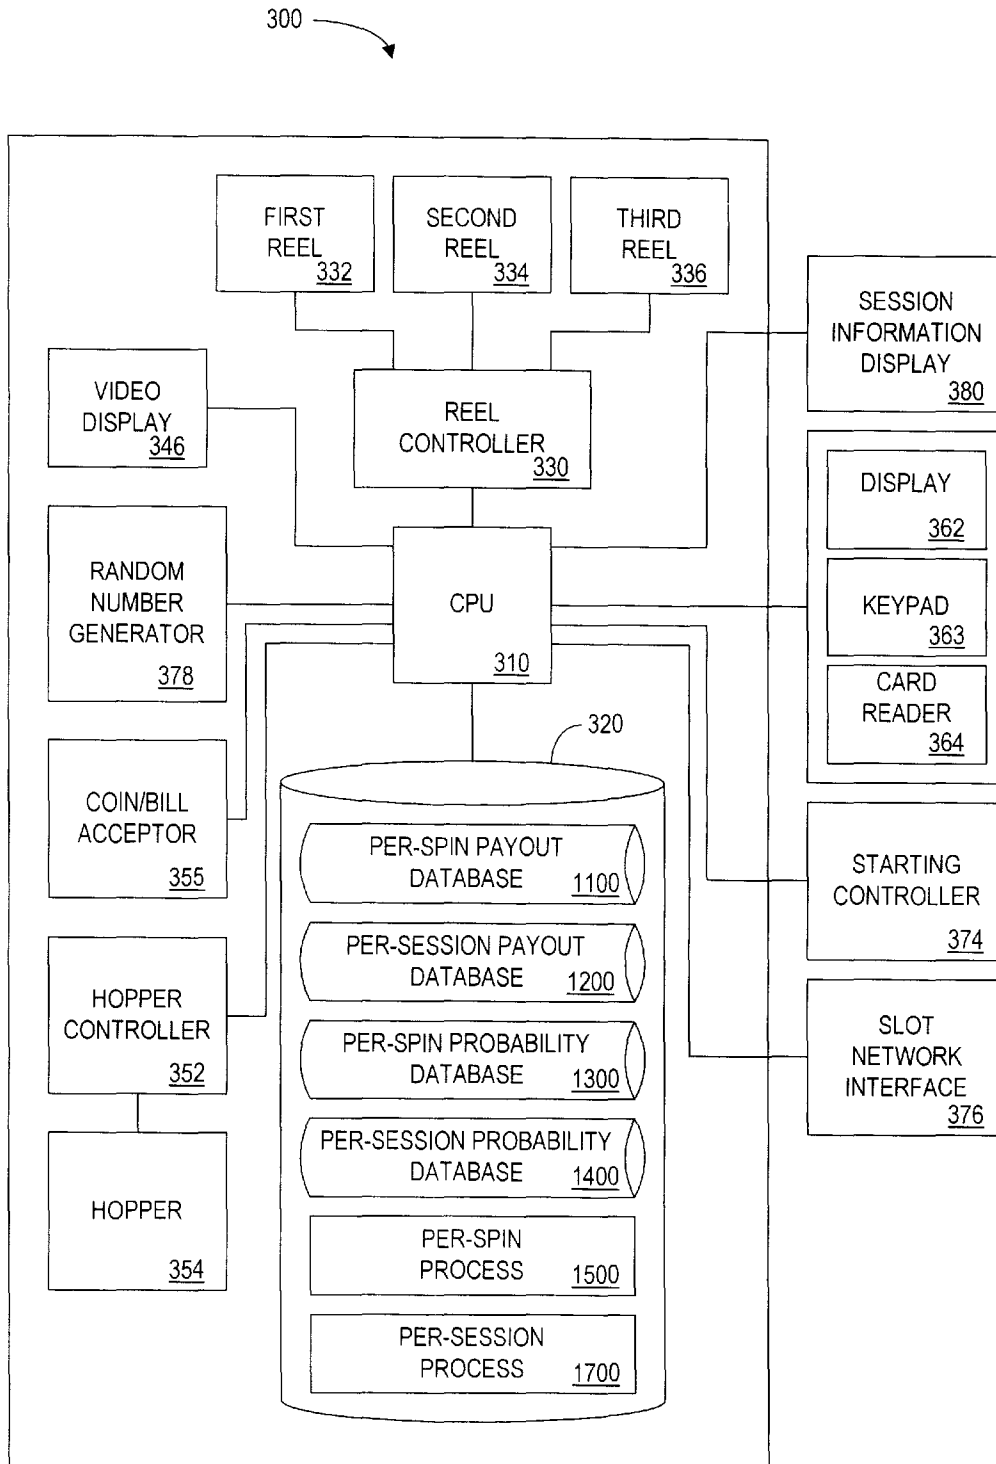 300
FIRST
REEL
332
SECOND
REEL
334
THIRD
REEL
336
SESSION
INFORMATION
DISPLAY
380
VIDEO
DISPLAY
346
REEL
CONTROLLER
330
DISPLAY
362
RANDOM
NUMBER
GENERATOR
378
CPU
310
KEYPAD
363
CARD
READER
364
320
COIN/BILL
ACCEPTOR
355
PER-SPIN PAYOUT
DATABASE
1100
STARTING
CONTROLLER
374
PER-SESSION PAYOUT
DATABASE
1200
HOPPER
CONTROLLER
352
PER-SPIN PROBABILITY
DATABASE
1300
SLOT
NETWORK
INTERFACE
376
PER-SESSION PROBABILITY
DATABASE
1400
HOPPER
354
PER-SPIN
PROCESS
1500
PER-SESSION
PROCESS
1700